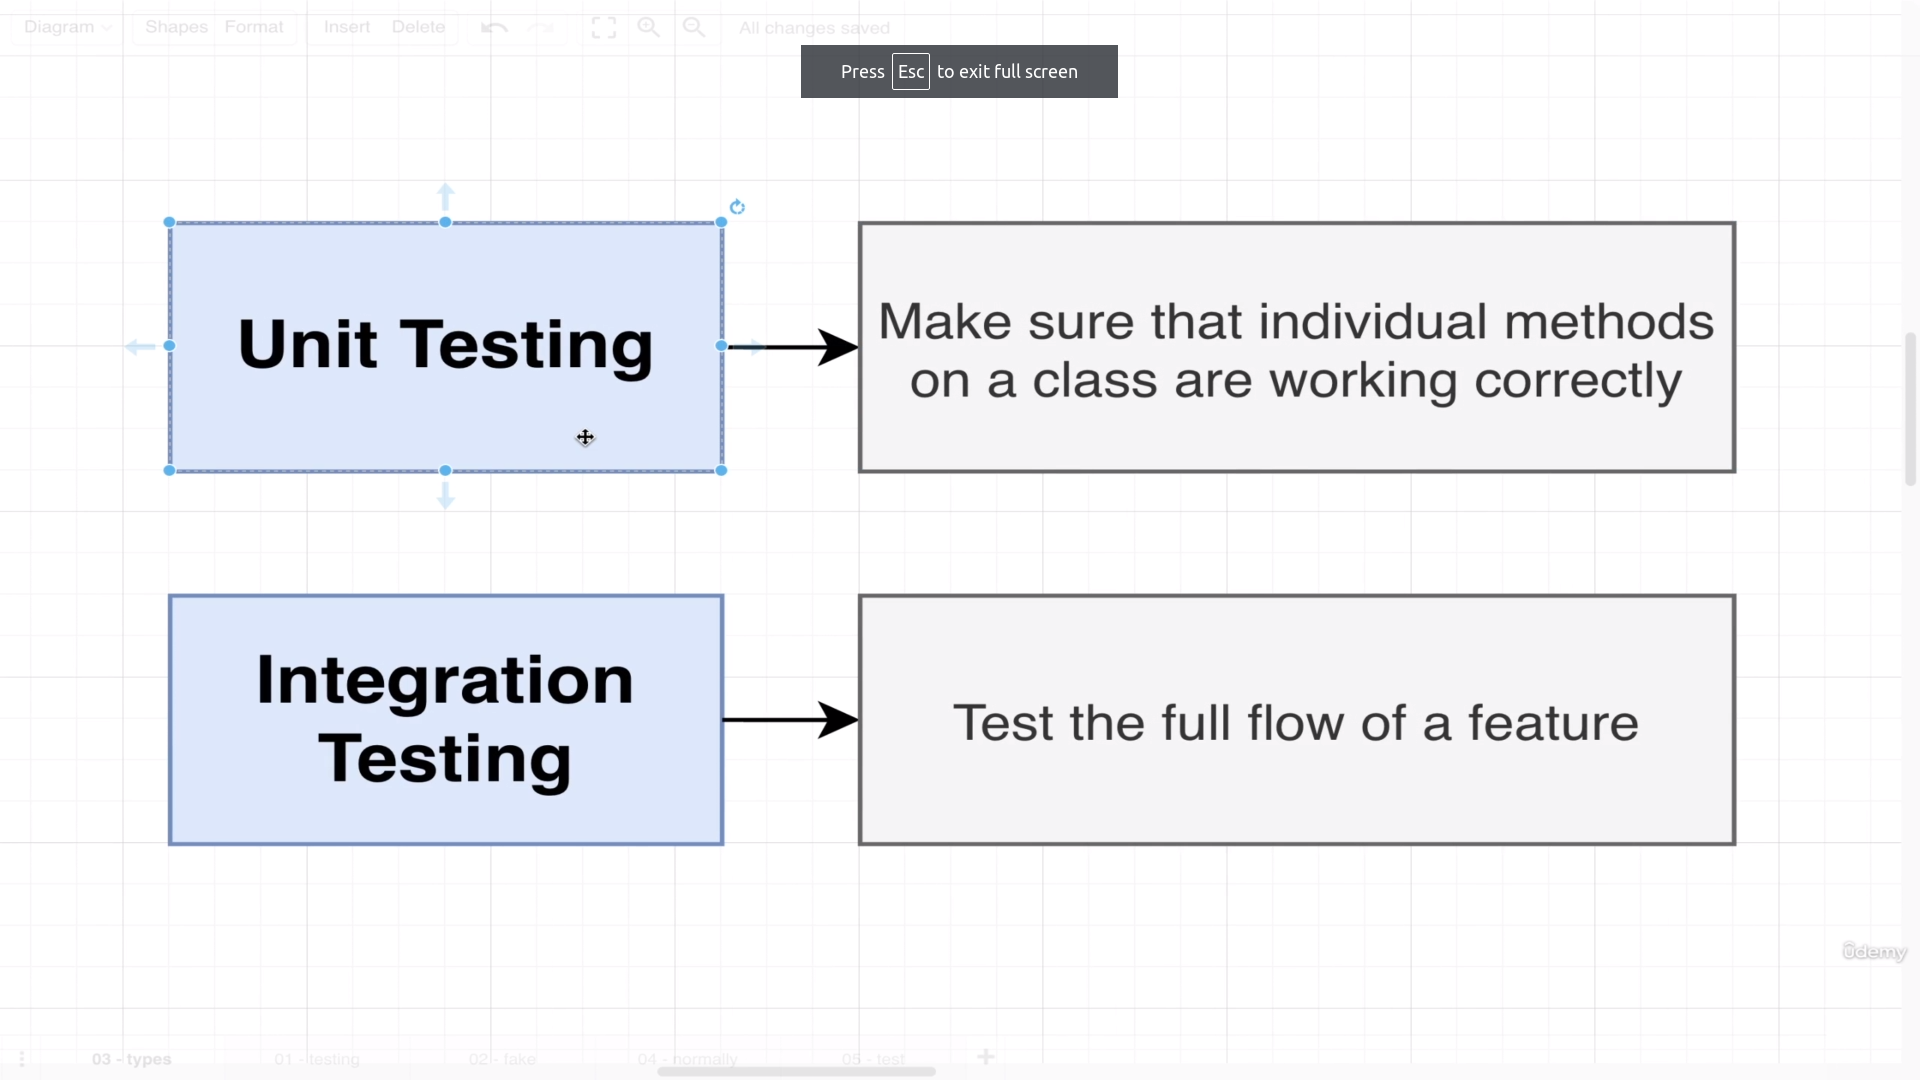 Diagram
Shapes Format
Insert Delete
All changes saved
Press Esc to exit full screen
Unit Testing
Make sure that individual methods
on a class are working correctly
Integration
Testing
Test the full flow of a feature
ûdemy
03 - types
01 - testing
02 - fake
04 - normally
05 - test